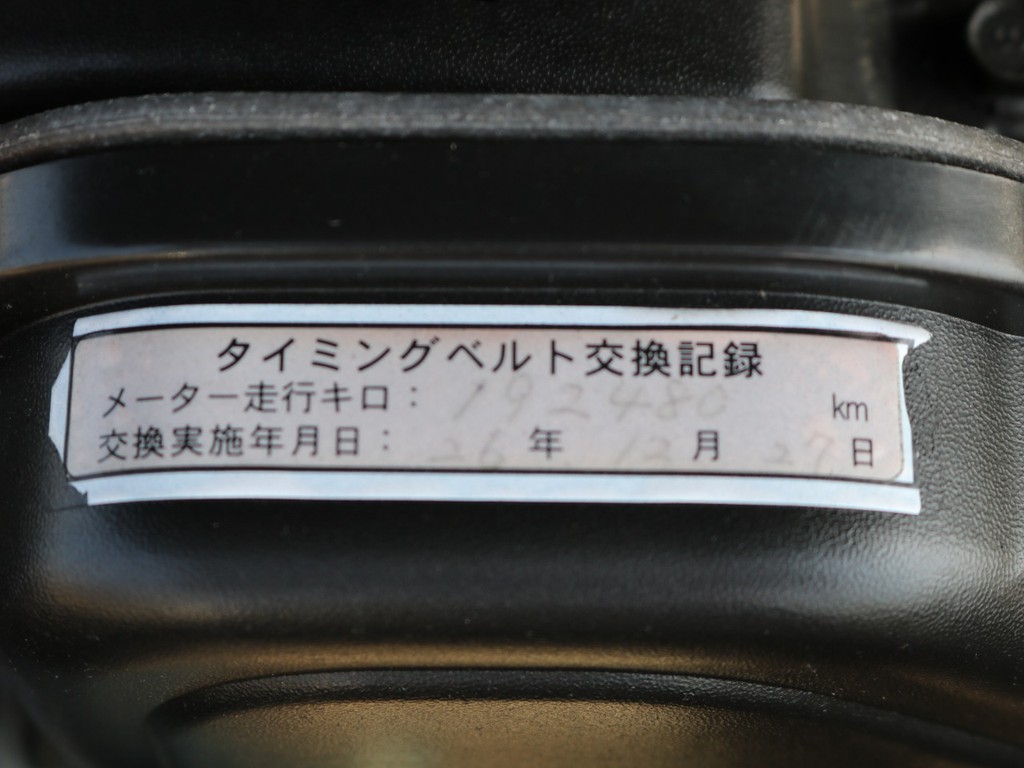 タイミングベルト交換記録
メーター走行キロ： 192480 km
交換実施年月日： 26 年 12 月 27 日